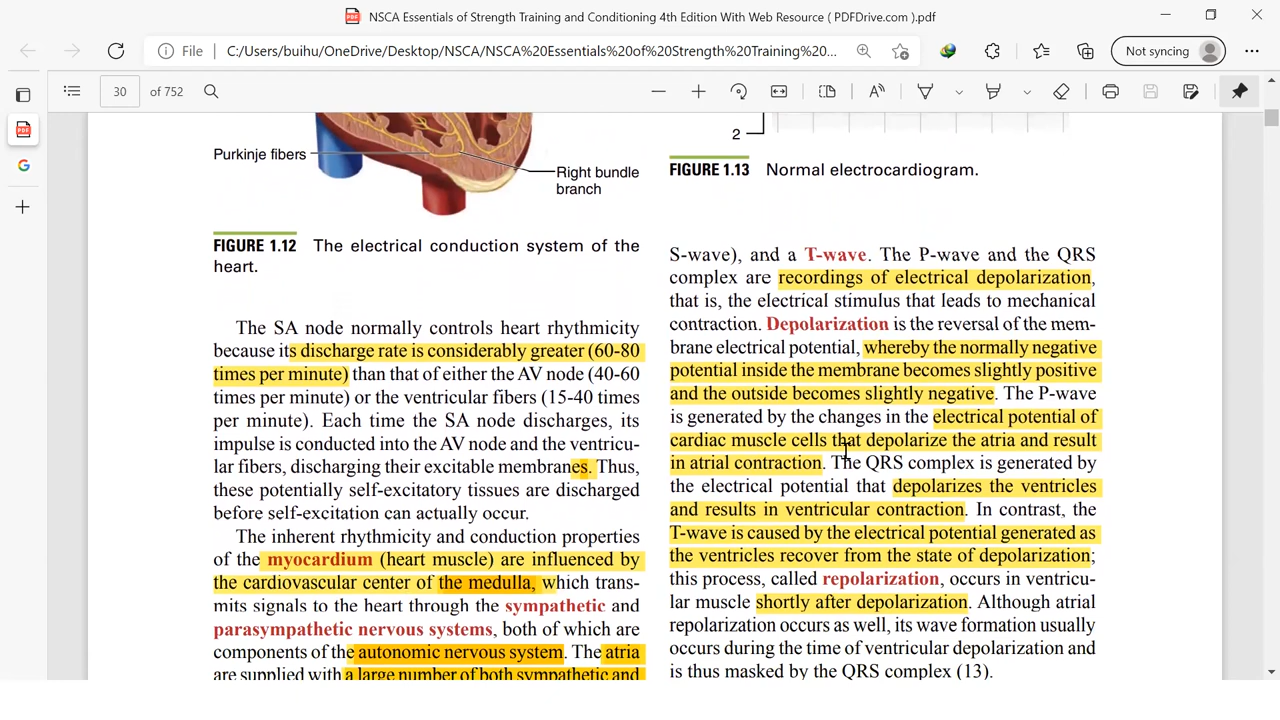 NSCA Essentials of Strength Training and Conditioning 4th Edition With Web Resource ( PDFDrive.com ).pdf
File
C:/Users/buihu/OneDrive/Desktop/NSCA/NSCA%20Essentials%20of%20Strength%20Training%20...
Not syncing
30
of 752
Purkinje fibers
Right bundle
branch
FIGURE 1.12 The electrical conduction system of the
heart.
The SA node normally controls heart rhythmicity
because its discharge rate is considerably greater (60-80
times per minute) than that of either the AV node (40-60
times per minute) or the ventricular fibers (15-40 times
per minute). Each time the SA node discharges, its
impulse is conducted into the AV node and the ventricu-
lar fibers, discharging their excitable membranes. Thus,
these potentially self-excitatory tissues are discharged
before self-excitation can actually occur.
The inherent rhythmicity and conduction properties
of the myocardium (heart muscle) are influenced by
the cardiovascular center of the medulla, which trans-
mits signals to the heart through the sympathetic and
parasympathetic nervous systems, both of which are
components of the autonomic nervous system. The atria
are supplied with a large number of both sympathetic and
2
FIGURE 1.13 Normal electrocardiogram.
S-wave), and a T-wave. The P-wave and the QRS
complex are recordings of electrical depolarization,
that is, the electrical stimulus that leads to mechanical
contraction. Depolarization is the reversal of the mem-
brane electrical potential, whereby the normally negative
potential inside the membrane becomes slightly positive
and the outside becomes slightly negative. The P-wave
is generated by the changes in the electrical potential of
cardiac muscle cells that depolarize the atria and result
in atrial contraction. The QRS complex is generated by
the electrical potential that depolarizes the ventricles
and results in ventricular contraction. In contrast, the
T-wave is caused by the electrical potential generated as
the ventricles recover from the state of depolarization;
this process, called repolarization, occurs in ventricu-
lar muscle shortly after depolarization. Although atrial
repolarization occurs as well, its wave formation usually
occurs during the time of ventricular depolarization and
is thus masked by the QRS complex (13).